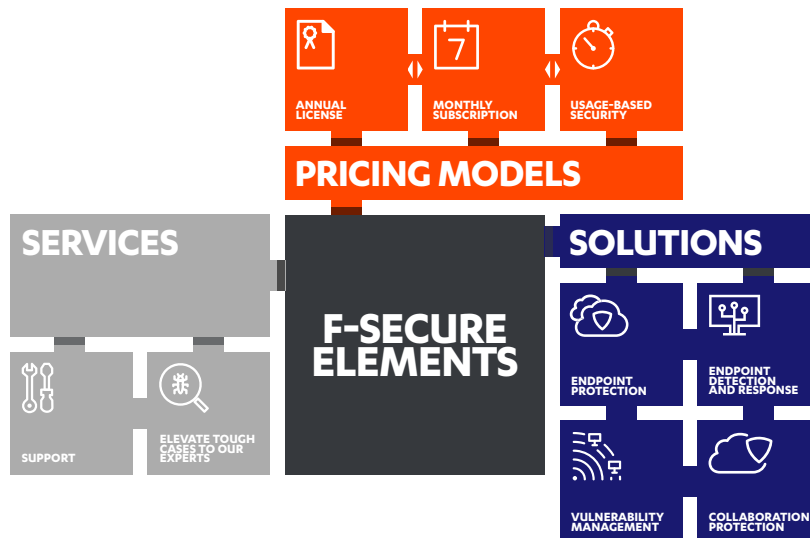 7
ANNUAL
LICENSE
MONTHLY
SUBSCRIPTION
USAGE-BASED
SECURITY
PRICING MODELS
SERVICES
SOLUTIONS
F-SECURE
ELEMENTS
ENDPOINT
PROTECTION
ENDPOINT
DETECTION
AND RESPONSE
SUPPORT
ELEVATE TOUGH
CASES TO OUR
EXPERTS
VULNERABILITY
MANAGEMENT
COLLABORATION
PROTECTION